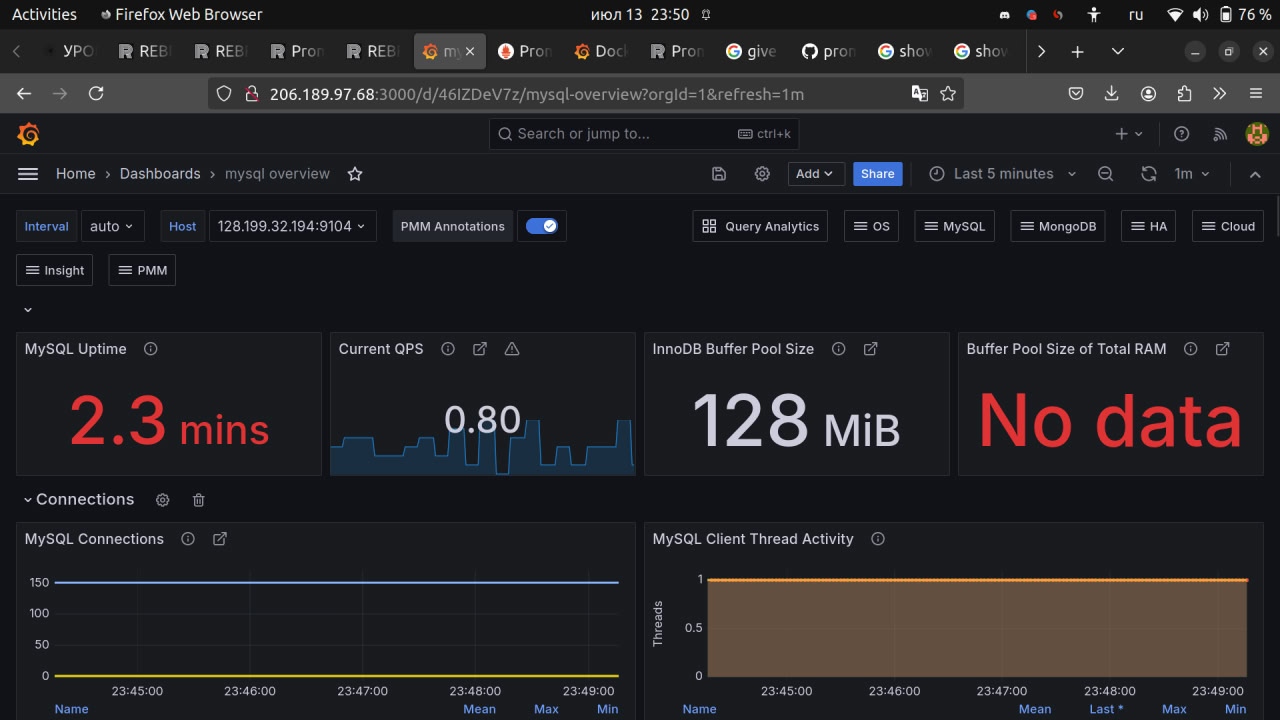 Activities Firefox Web Browser июл 13 23:50 ru 76 %
УРО REBI REBI Pron REBI my Pron Dock Pron give pron show show
206.189.97.68:3000/d/46IZDeV7z/mysql-overview?orgId=1&refresh=1m
Search or jump to... ctrl+k
Home › Dashboards › mysql overview Add Share Last 5 minutes 1m
Interval auto Host 128.199.32.194:9104 PMM Annotations Query Analytics OS MySQL MongoDB HA Cloud
Insight PMM
MySQL Uptime Current QPS InnoDB Buffer Pool Size Buffer Pool Size of Total RAM
2.3 mins 0.80 128 MiB No data
Connections
MySQL Connections
150
100
50
0
23:45:00 23:46:00 23:47:00 23:48:00 23:49:00
Name Mean Max Min
MySQL Client Thread Activity
Threads
1
0.5
0
23:45:00 23:46:00 23:47:00 23:48:00 23:49:00
Name Mean Last * Max Min